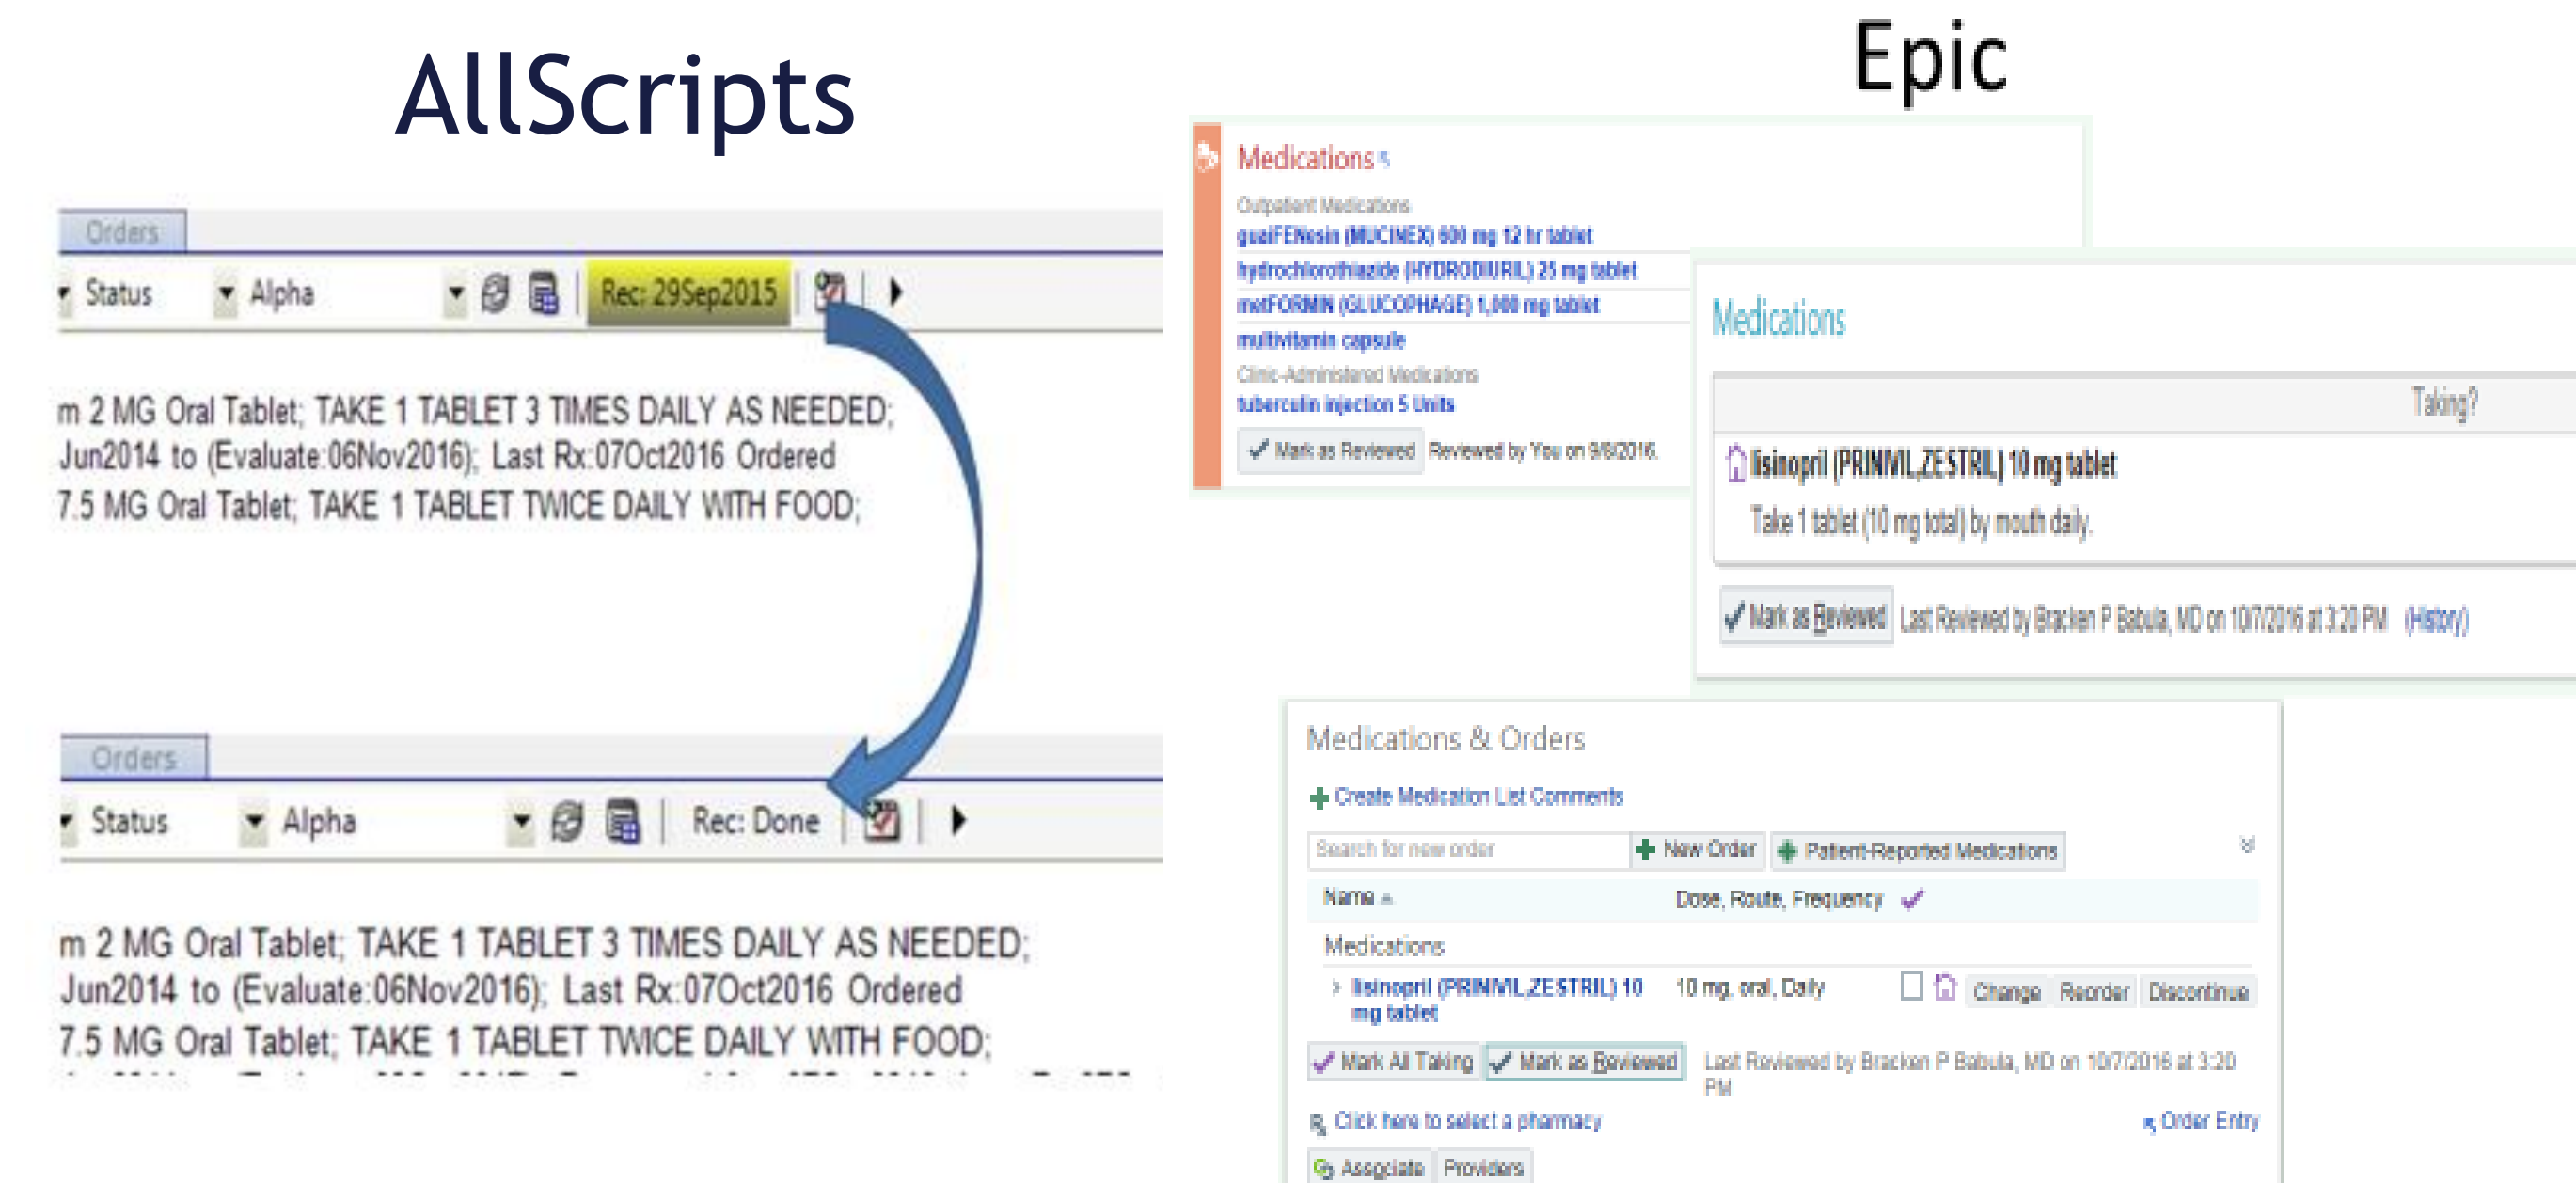 AllScripts
Orders
Status Alpha Rec: 29Sep2015
m 2 MG Oral Tablet; TAKE 1 TABLET 3 TIMES DAILY AS NEEDED;
Jun2014 to (Evaluate:06Nov2016); Last Rx:07Oct2016 Ordered
7.5 MG Oral Tablet; TAKE 1 TABLET TWICE DAILY WITH FOOD;
Orders
Status Alpha Rec: Done
m 2 MG Oral Tablet; TAKE 1 TABLET 3 TIMES DAILY AS NEEDED;
Jun2014 to (Evaluate:06Nov2016); Last Rx:07Oct2016 Ordered
7.5 MG Oral Tablet; TAKE 1 TABLET TWICE DAILY WITH FOOD;
Epic
Medications
Outpatient Medications
guaiFENesin (MUCINEX) 600 mg 12 hr tablet
hydrochlorothiazide (HYDRODIURIL) 25 mg tablet
metFORMIN (GLUCOPHAGE) 1,000 mg tablet
multivitamin capsule
Clinic-Administered Medications
tuberculin injection 5 Units
Mark as Reviewed Reviewed by You on 9/8/2016.
Medications
Taking?
lisinopril (PRINIVIL,ZESTRIL) 10 mg tablet
Take 1 tablet (10 mg total) by mouth daily.
Mark as Reviewed Last Reviewed by Bracken P Babula, MD on 10/7/2016 at 3:20 PM (History)
Medications & Orders
Create Medication List Comments
Search for new order New Order Patient-Reported Medications
Name Dose, Route, Frequency
Medications
lisinopril (PRINIVIL,ZESTRIL) 10 10 mg, oral, Daily Change Reorder Discontinue
mg tablet
Mark All Taking Mark as Reviewed Last Reviewed by Bracken P Babula, MD on 10/7/2016 at 3:20
PM
Click here to select a pharmacy Order Entry
Associate Providers